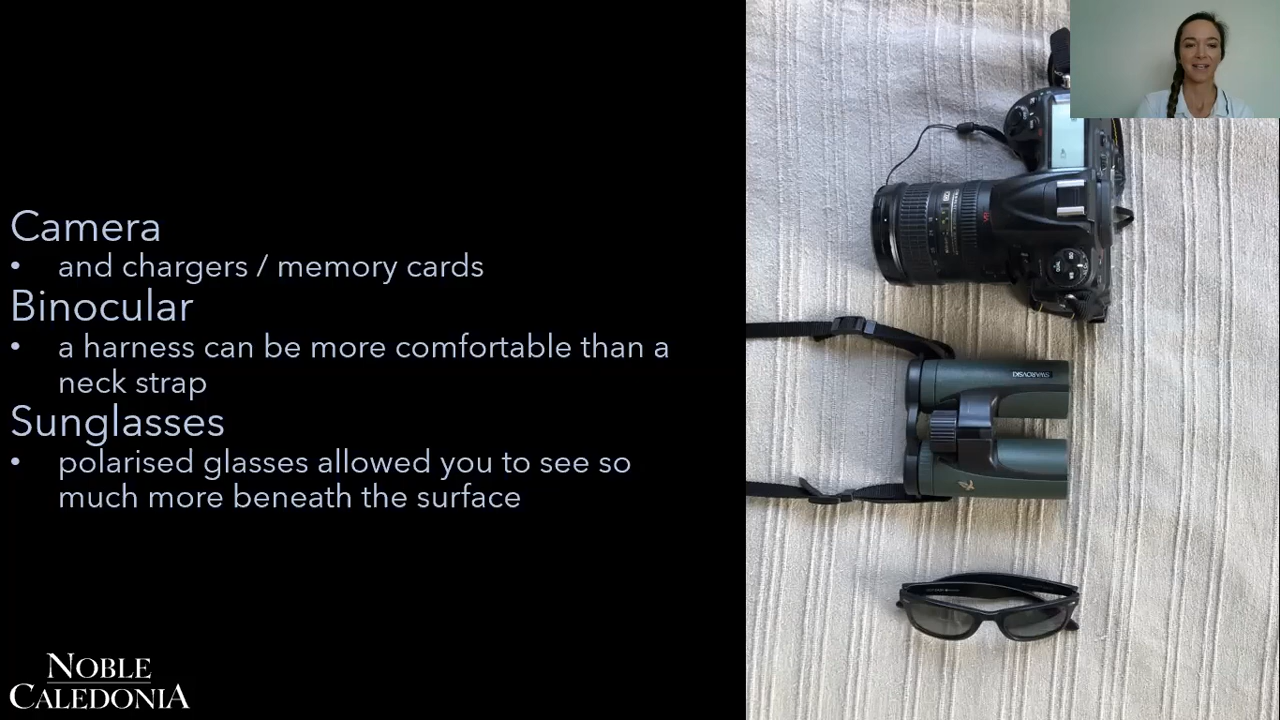 Camera
• and chargers / memory cards
Binocular
• a harness can be more comfortable than a
neck strap
Sunglasses
• polarised glasses allowed you to see so
much more beneath the surface
NOBLE
CALEDONIA
SWAROVSKI